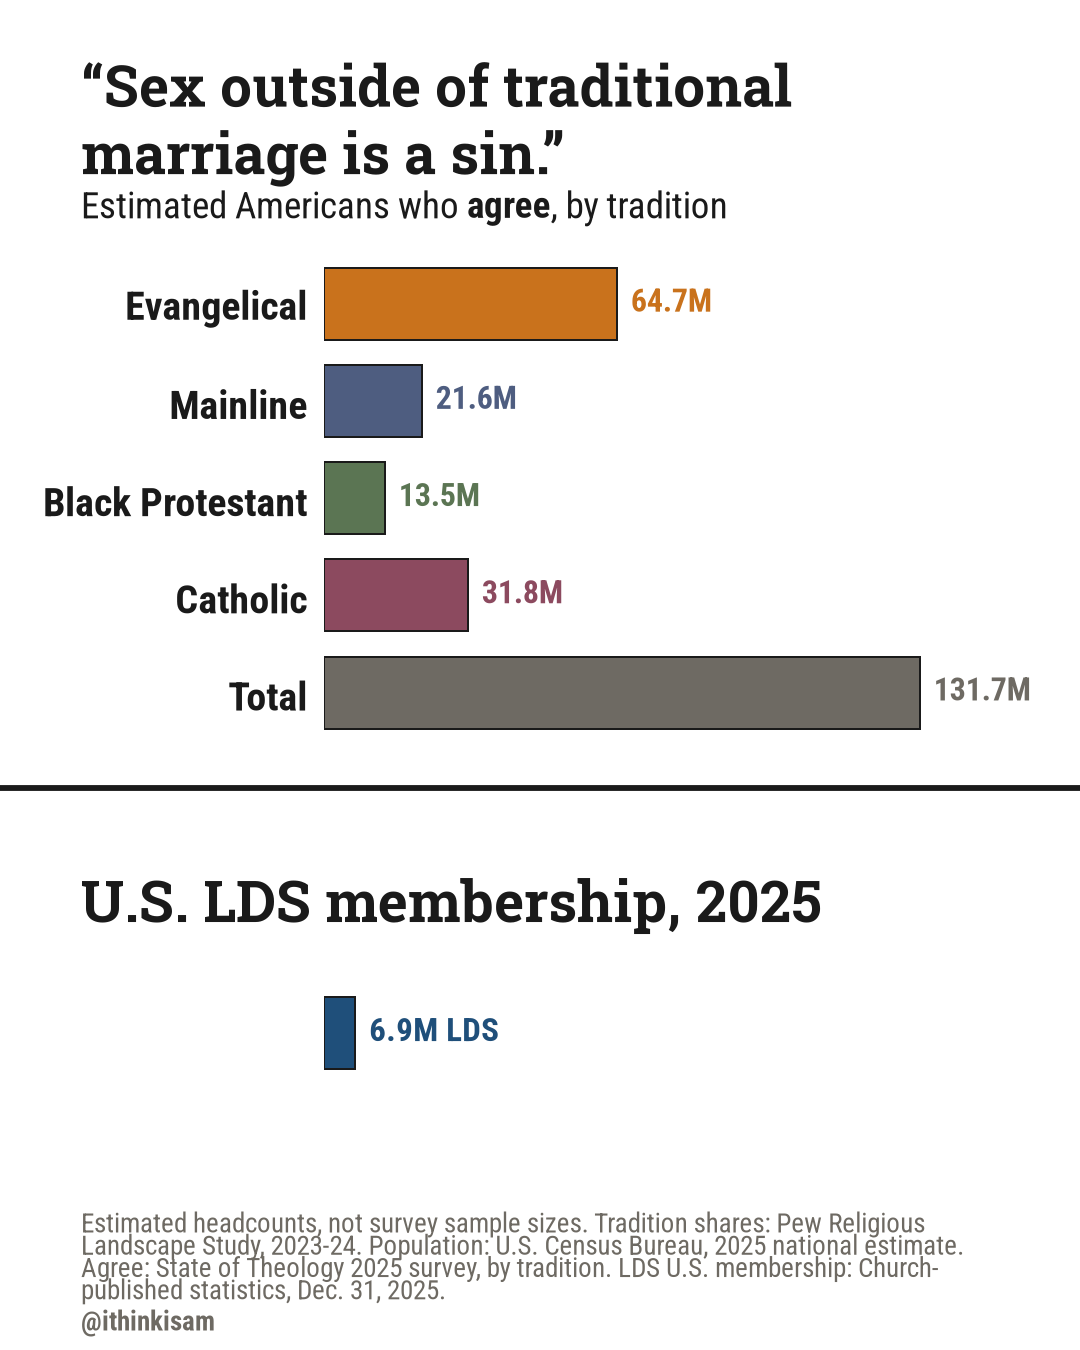 “Sex outside of traditional
marriage is a sin.”
Estimated Americans who agree, by tradition
Evangelical 64.7M
Mainline 21.6M
Black Protestant 13.5M
Catholic 31.8M
Total 131.7M
U.S. LDS membership, 2025
6.9M LDS
Estimated headcounts, not survey sample sizes. Tradition shares: Pew Religious
Landscape Study, 2023-24. Population: U.S. Census Bureau, 2025 national estimate.
Agree: State of Theology 2025 survey, by tradition. LDS U.S. membership: Church-
published statistics, Dec. 31, 2025.
@ithinkisam